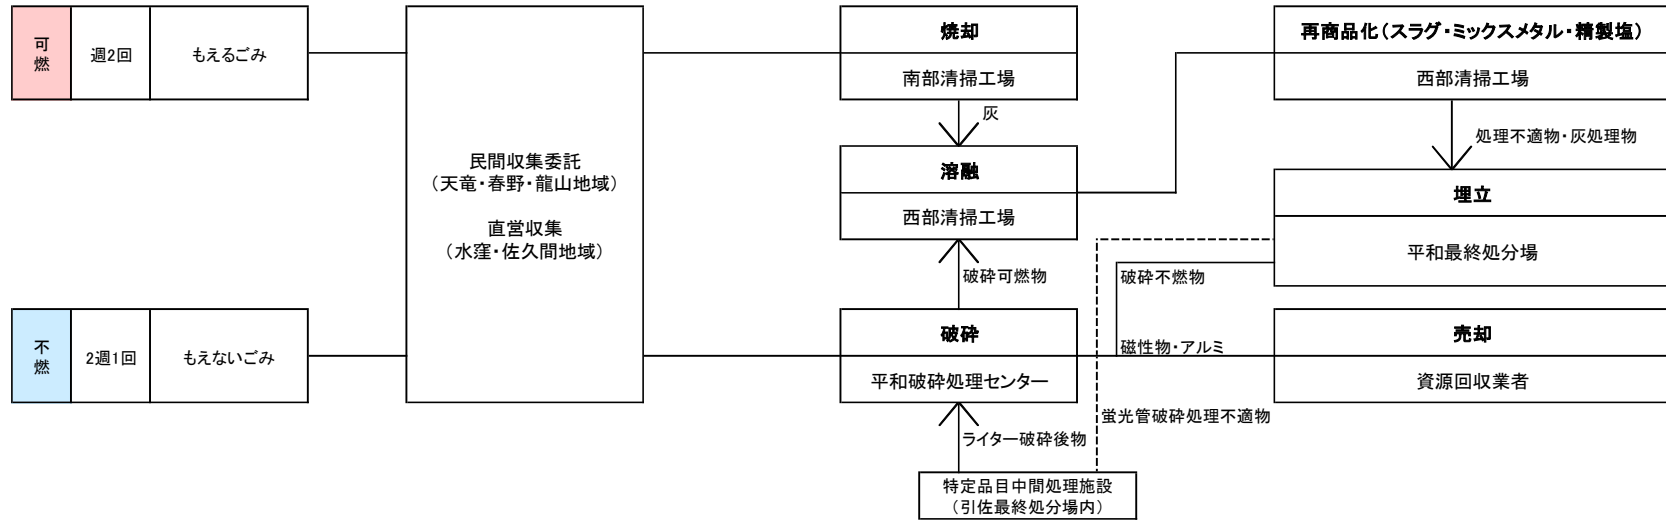 可燃
週2回
もえるごみ
民間収集委託
（天竜・春野・龍山地域）
直営収集
（水窪・佐久間地域）
焼却
南部清掃工場
灰
溶融
西部清掃工場
破砕可燃物
再商品化（スラグ・ミックスメタル・精製塩）
西部清掃工場
処理不適物・灰処理物
埋立
平和最終処分場
破砕不燃物
不燃
2週1回
もえないごみ
破砕
平和破砕処理センター
磁性物・アルミ
売却
資源回収業者
蛍光管破砕処理不適物
ライター破砕後物
特定品目中間処理施設
（引佐最終処分場内）